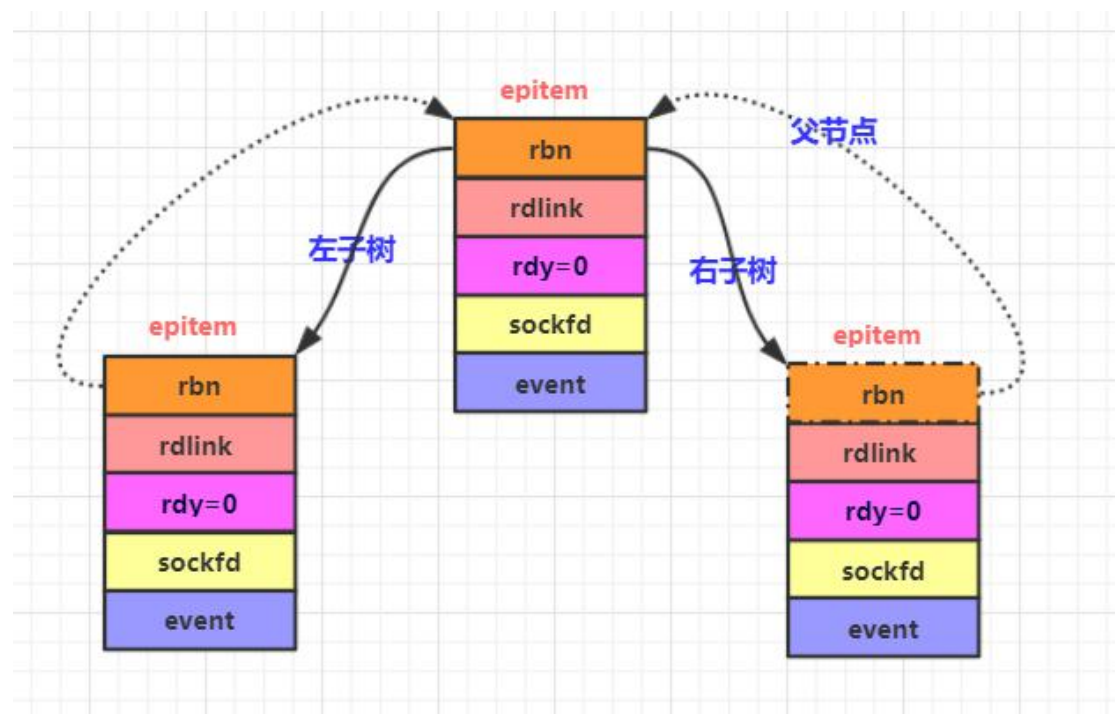 epitem
rbn
rdlink
rdy=0
sockfd
event
父节点
左子树
右子树
epitem
rbn
rdlink
rdy=0
sockfd
event
epitem
rbn
rdlink
rdy=0
sockfd
event